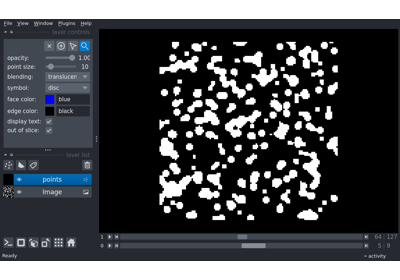 File View Window Plugins Help
layer controls
opacity: 1.00
point size: 10
blending: translucen
symbol: disc
face color: blue
edge color: black
display text:
out of slice:
layer list
points
Image
1 64 127
0 5 9
Ready activity